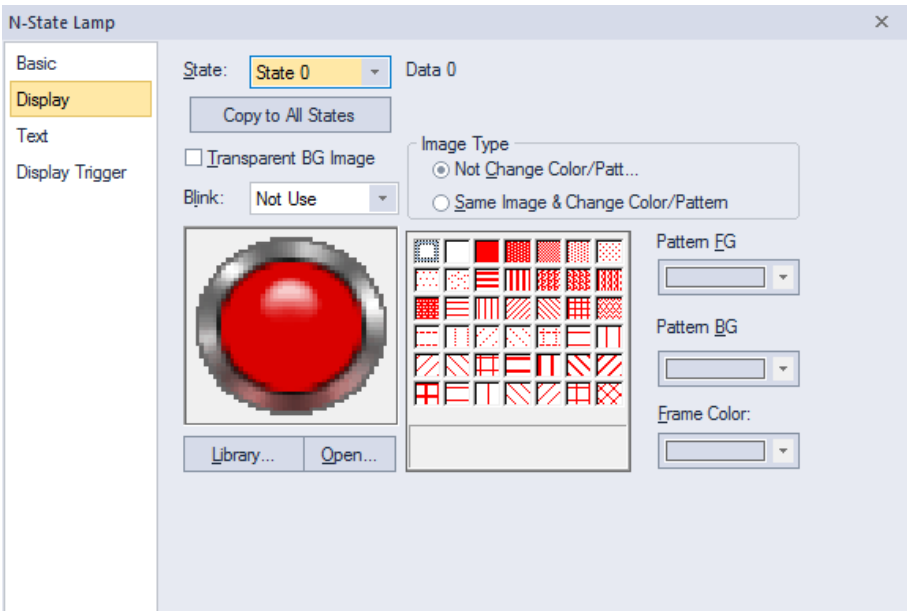 N-State Lamp
Basic
Display
Text
Display Trigger
State:
State 0
Data 0
Copy to All States
Transparent BG Image
Blink:
Not Use
Image Type
Not Change Color/Patt...
Same Image & Change Color/Pattern
Pattern FG
Pattern BG
Frame Color:
Library...
Open...